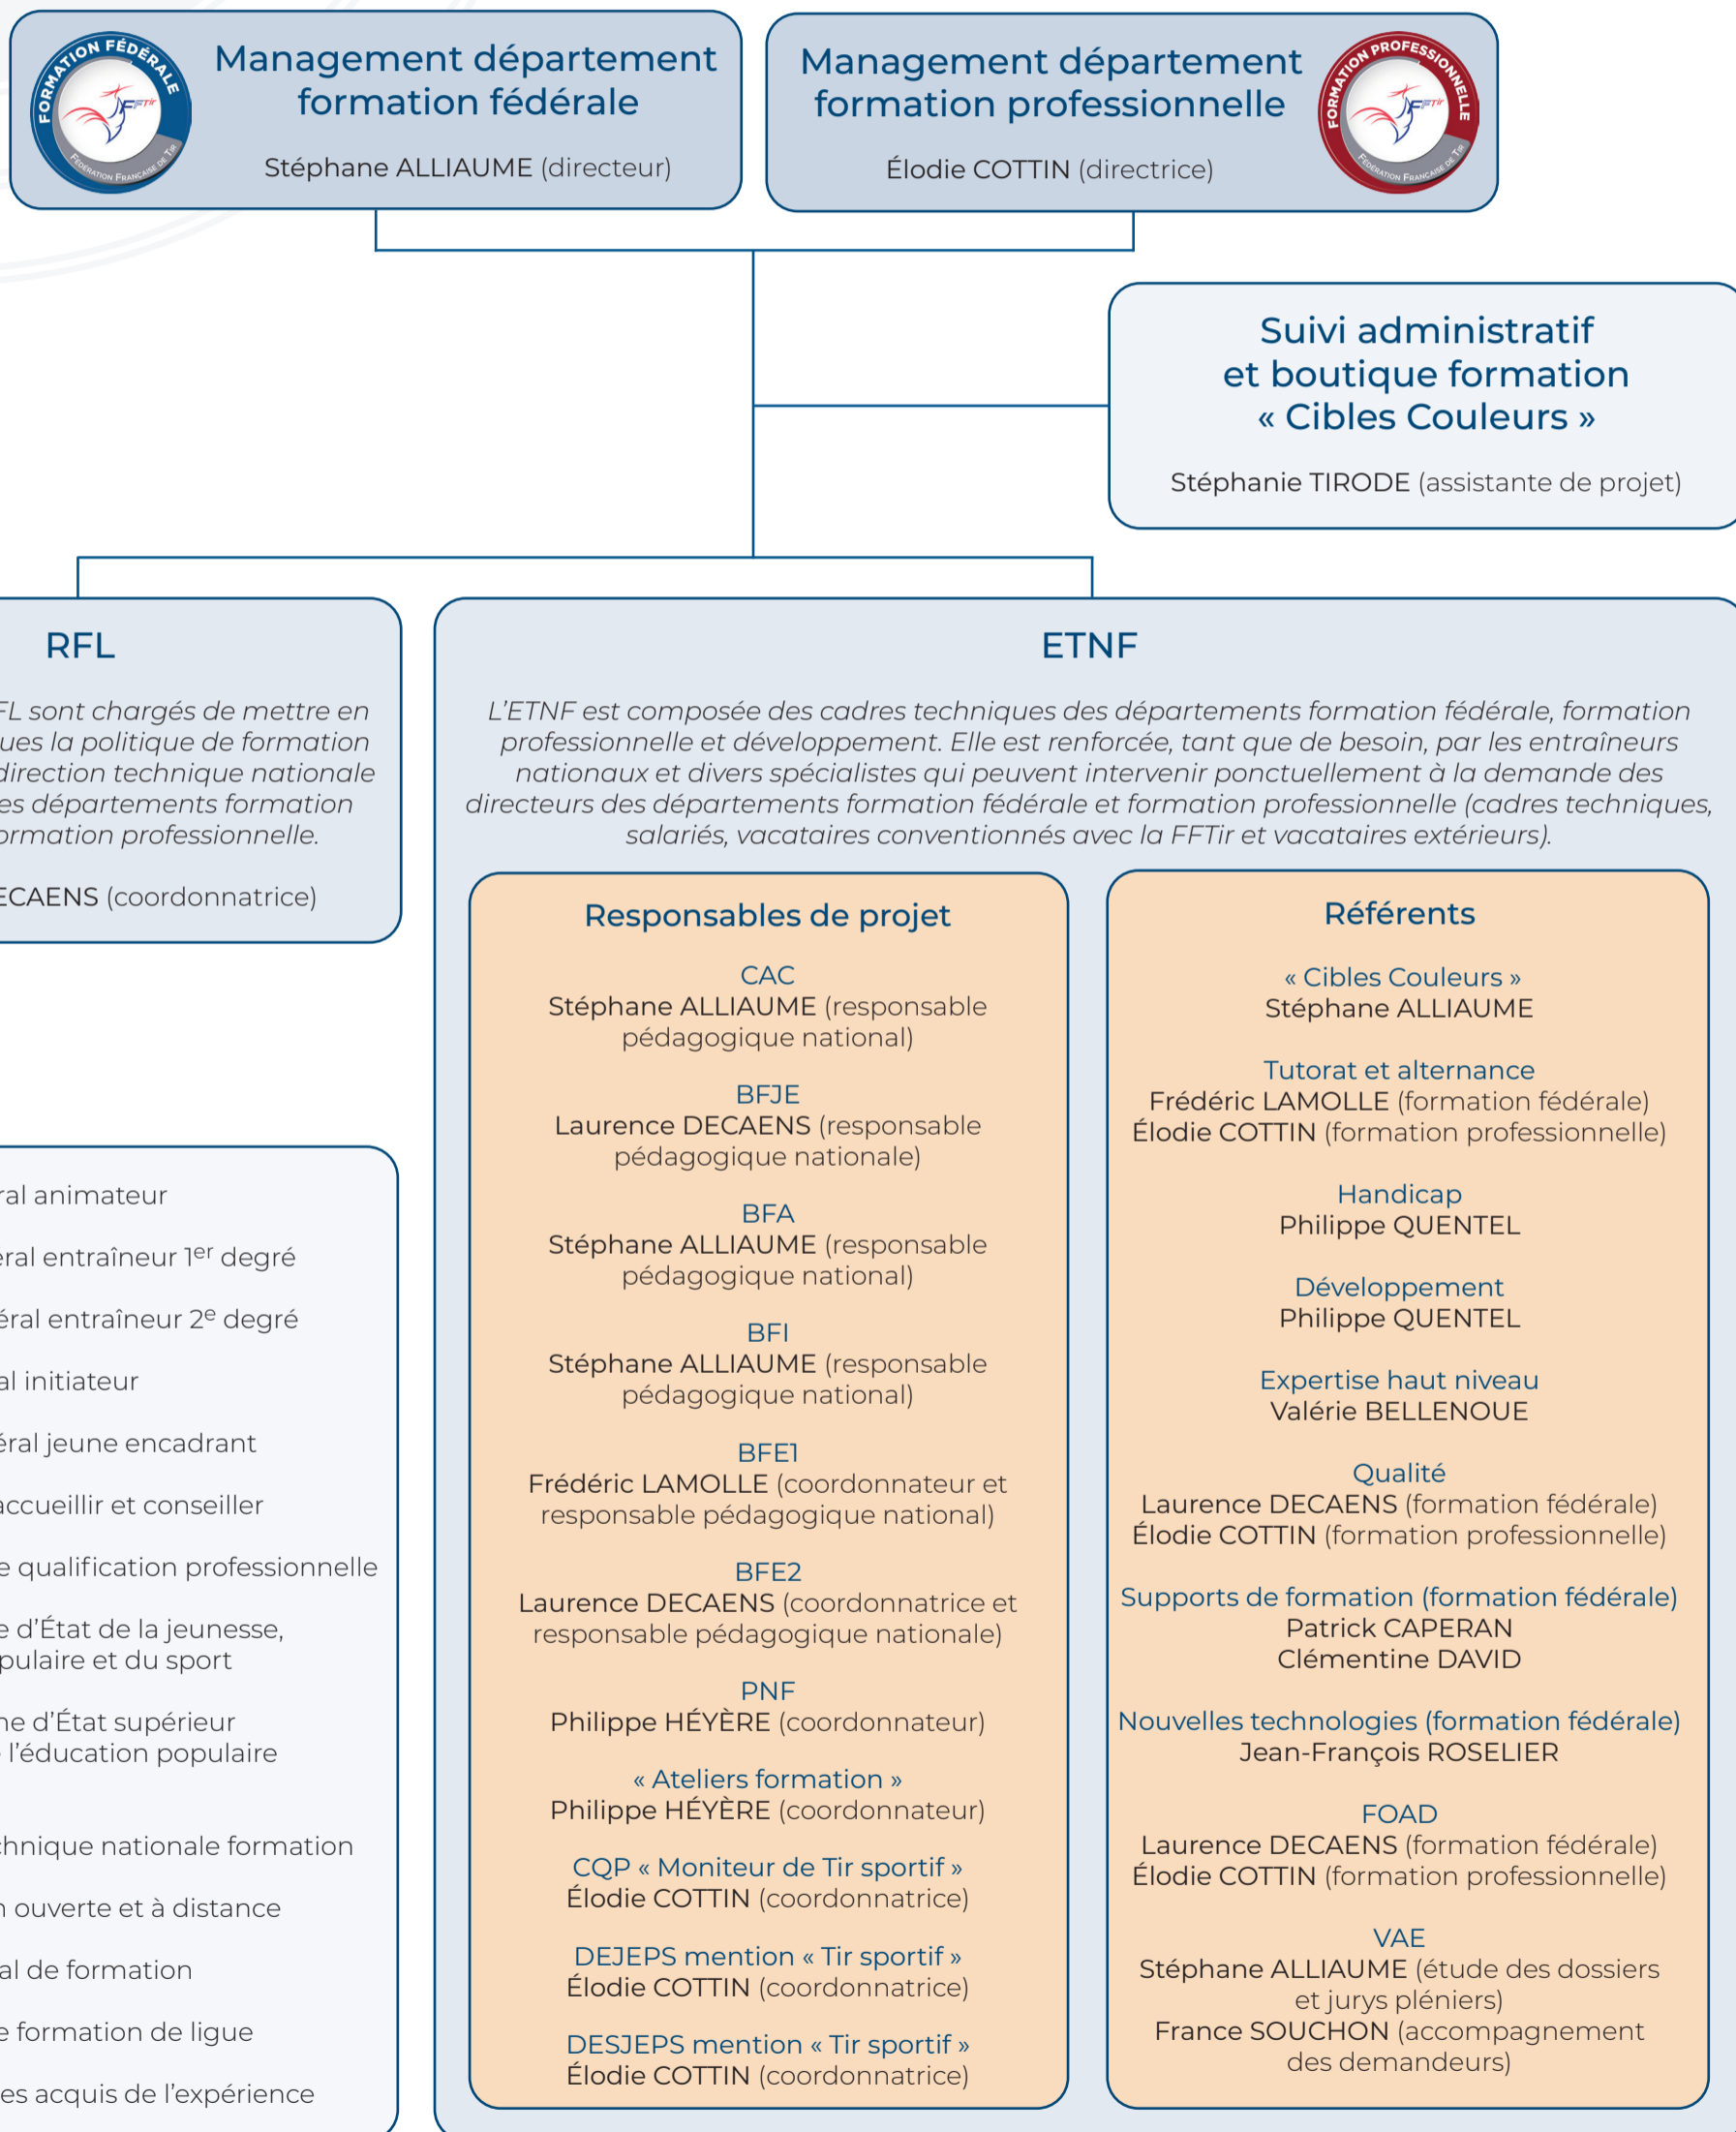 FORMATION FÉDÉRALE
FFTir
FÉDÉRATION FRANÇAISE DE TIR
Management département
formation fédérale
Stéphane ALLIAUME (directeur)
Management département
formation professionnelle
Élodie COTTIN (directrice)
FORMATION PROFESSIONNELLE
FFTir
FÉDÉRATION FRANÇAISE DE TIR
Suivi administratif
et boutique formation
« Cibles Couleurs »
Stéphanie TIRODE (assistante de projet)
RFL
FL sont chargés de mettre en
ues la politique de formation
direction technique nationale
es départements formation
ormation professionnelle.
ECAENS (coordonnatrice)
ETNF
L'ETNF est composée des cadres techniques des départements formation fédérale, formation
professionnelle et développement. Elle est renforcée, tant que de besoin, par les entraîneurs
nationaux et divers spécialistes qui peuvent intervenir ponctuellement à la demande des
directeurs des départements formation fédérale et formation professionnelle (cadres techniques,
salariés, vacataires conventionnés avec la FFTir et vacataires extérieurs).
Responsables de projet
CAC
Stéphane ALLIAUME (responsable
pédagogique national)
BFJE
Laurence DECAENS (responsable
pédagogique nationale)
BFA
Stéphane ALLIAUME (responsable
pédagogique national)
BFI
Stéphane ALLIAUME (responsable
pédagogique national)
BFE1
Frédéric LAMOLLE (coordonnateur et
responsable pédagogique national)
BFE2
Laurence DECAENS (coordonnatrice et
responsable pédagogique nationale)
PNF
Philippe HÉYÈRE (coordonnateur)
« Ateliers formation »
Philippe HÉYÈRE (coordonnateur)
CQP « Moniteur de Tir sportif »
Élodie COTTIN (coordonnatrice)
DEJEPS mention « Tir sportif »
Élodie COTTIN (coordonnatrice)
DESJEPS mention « Tir sportif »
Élodie COTTIN (coordonnatrice)
Référents
« Cibles Couleurs »
Stéphane ALLIAUME
Tutorat et alternance
Frédéric LAMOLLE (formation fédérale)
Élodie COTTIN (formation professionnelle)
Handicap
Philippe QUENTEL
Développement
Philippe QUENTEL
Expertise haut niveau
Valérie BELLENOUE
Qualité
Laurence DECAENS (formation fédérale)
Élodie COTTIN (formation professionnelle)
Supports de formation (formation fédérale)
Patrick CAPERAN
Clémentine DAVID
Nouvelles technologies (formation fédérale)
Jean-François ROSELIER
FOAD
Laurence DECAENS (formation fédérale)
Élodie COTTIN (formation professionnelle)
VAE
Stéphane ALLIAUME (étude des dossiers
et jurys pléniers)
France SOUCHON (accompagnement
des demandeurs)
ral animateur
éral entraîneur 1er degré
éral entraîneur 2e degré
al initiateur
éral jeune encadrant
accueillir et conseiller
e qualification professionnelle
e d'État de la jeunesse,
pulaire et du sport
ne d'État supérieur
l'éducation populaire
chnique nationale formation
n ouverte et à distance
al de formation
e formation de ligue
es acquis de l'expérience